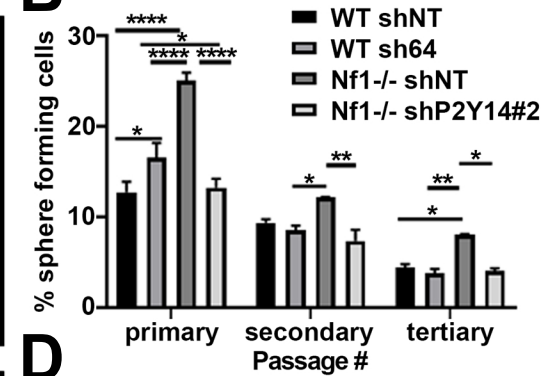 WT shNT
WT sh64
Nf1-/- shNT
Nf1-/- shP2Y14#2
% sphere forming cells
30
20
10
0
****
*
**** ****
*
*
**
*
**
*
primary secondary tertiary
Passage #
D